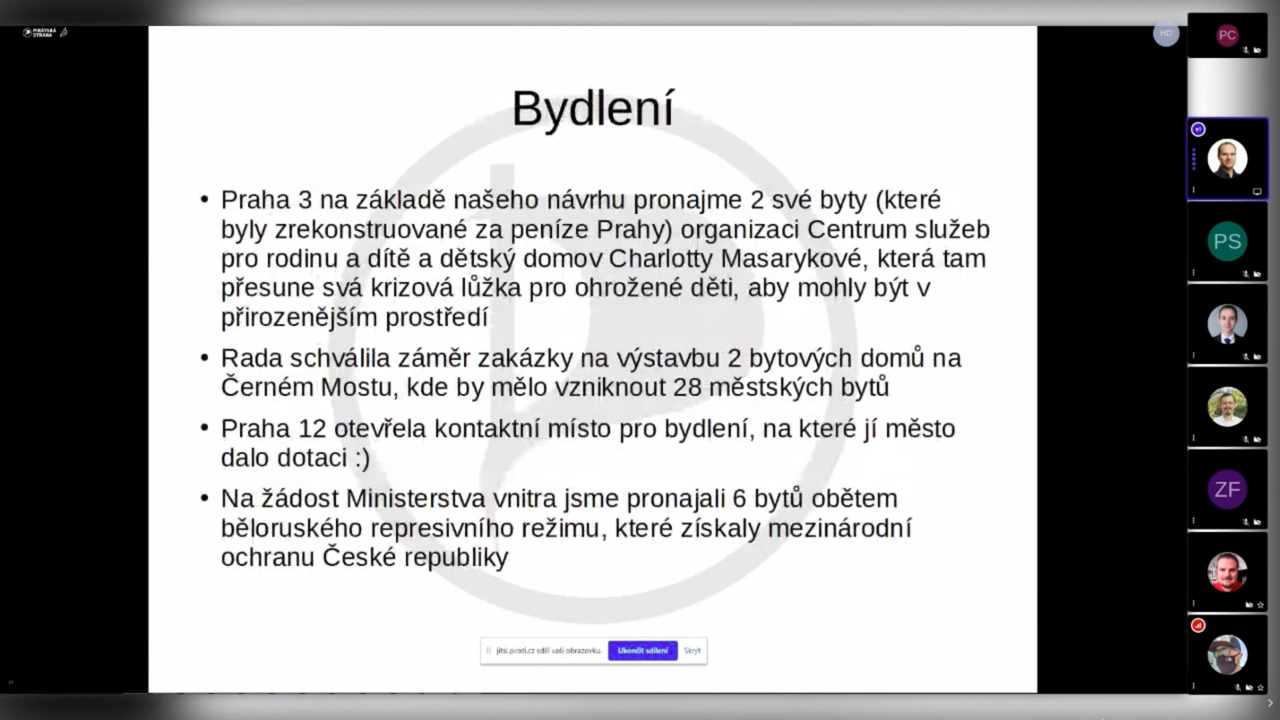 PIRÁTSKÁ
STRANA
HD
PC
Bydlení
• Praha 3 na základě našeho návrhu pronajme 2 své byty (které
byly zrekonstruované za peníze Prahy) organizaci Centrum služeb
pro rodinu a dítě a dětský domov Charlotty Masarykové, která tam
přesune svá krizová lůžka pro ohrožené děti, aby mohly být v
přirozenějším prostředí
• Rada schválila záměr zakázky na výstavbu 2 bytových domů na
Černém Mostu, kde by mělo vzniknout 28 městských bytů
• Praha 12 otevřela kontaktní místo pro bydlení, na které jí město
dalo dotaci :)
• Na žádost Ministerstva vnitra jsme pronajali 6 bytů obětem
běloruského represivního režimu, které získaly mezinárodní
ochranu České republiky
PS
ZF
jitsi.pirati.cz sdílí vaši obrazovku. Ukončit sdílení Skrýt